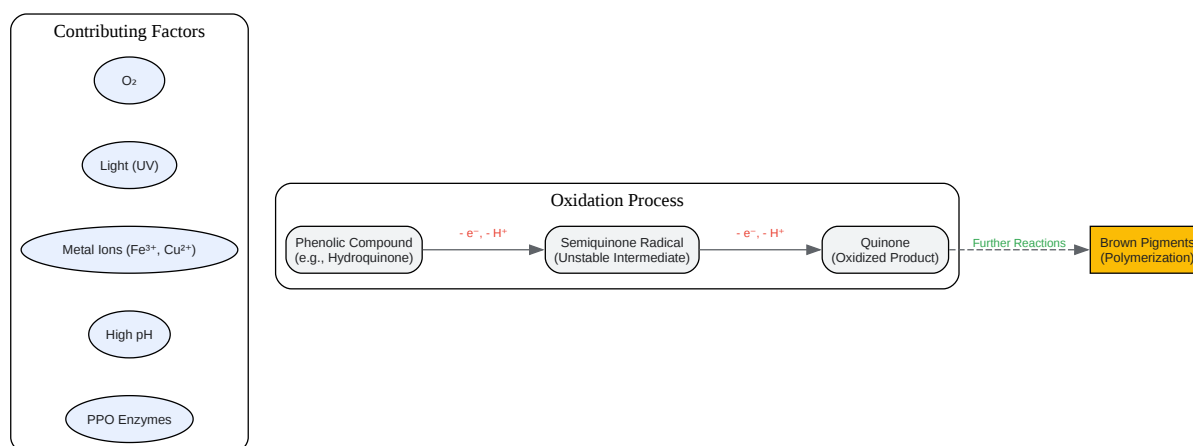 Contributing Factors
O₂
Light (UV)
Metal Ions (Fe³⁺, Cu²⁺)
High pH
PPO Enzymes
Oxidation Process
Phenolic Compound
(e.g., Hydroquinone)
- e⁻, - H⁺
Semiquinone Radical
(Unstable Intermediate)
- e⁻, - H⁺
Quinone
(Oxidized Product)
Further Reactions
Brown Pigments
(Polymerization)